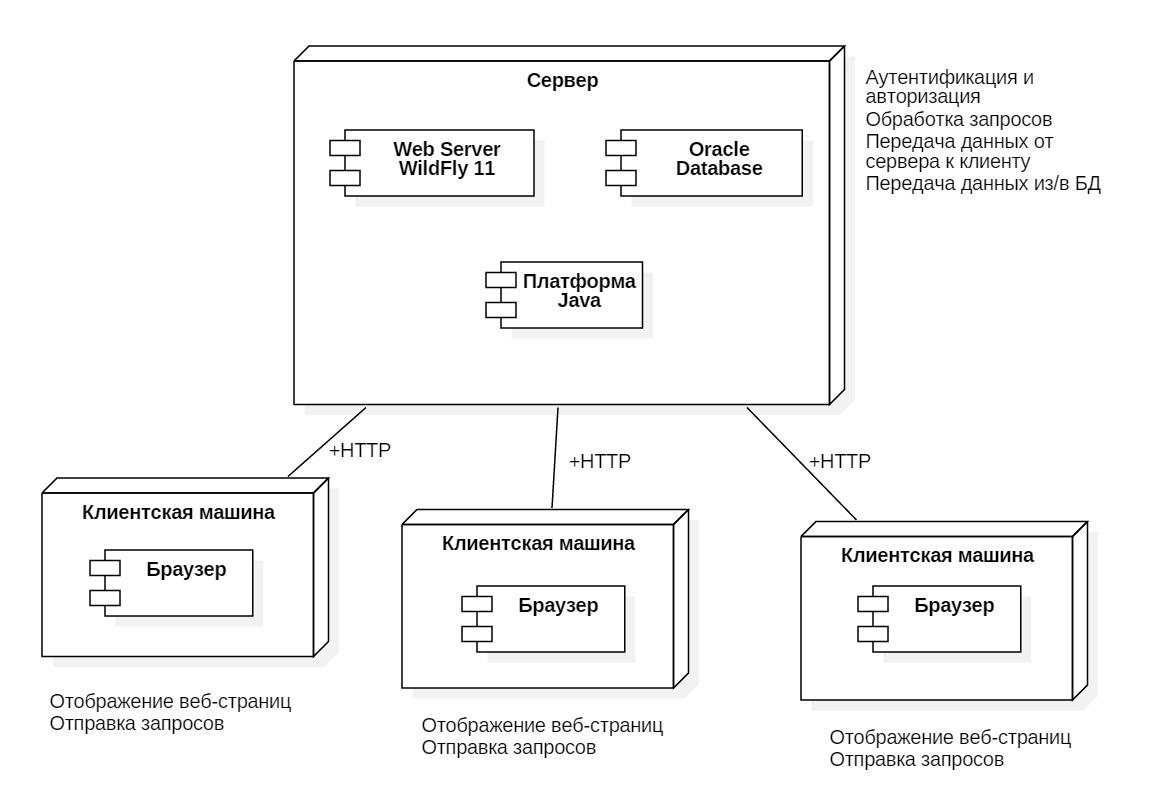 Сервер
Web Server
WildFly 11
Oracle
Database
Платформа
Java
Аутентификация и
авторизация
Обработка запросов
Передача данных от
сервера к клиенту
Передача данных из/в БД
+HTTP
+HTTP
+HTTP
Клиентская машина
Браузер
Отображение веб-страниц
Отправка запросов
Клиентская машина
Браузер
Отображение веб-страниц
Отправка запросов
Клиентская машина
Браузер
Отображение веб-страниц
Отправка запросов